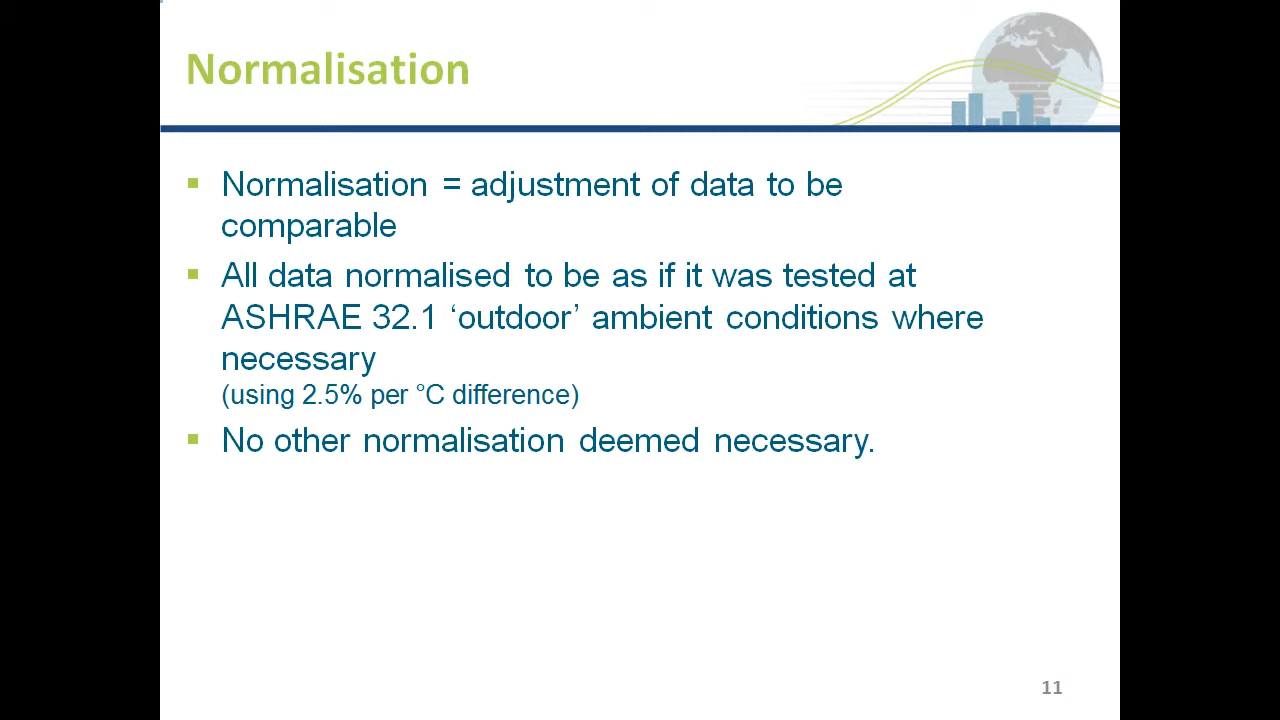 Normalisation
Normalisation = adjustment of data to be
comparable
All data normalised to be as if it was tested at
ASHRAE 32.1 ‘outdoor’ ambient conditions where
necessary
(using 2.5% per °C difference)
No other normalisation deemed necessary.
11